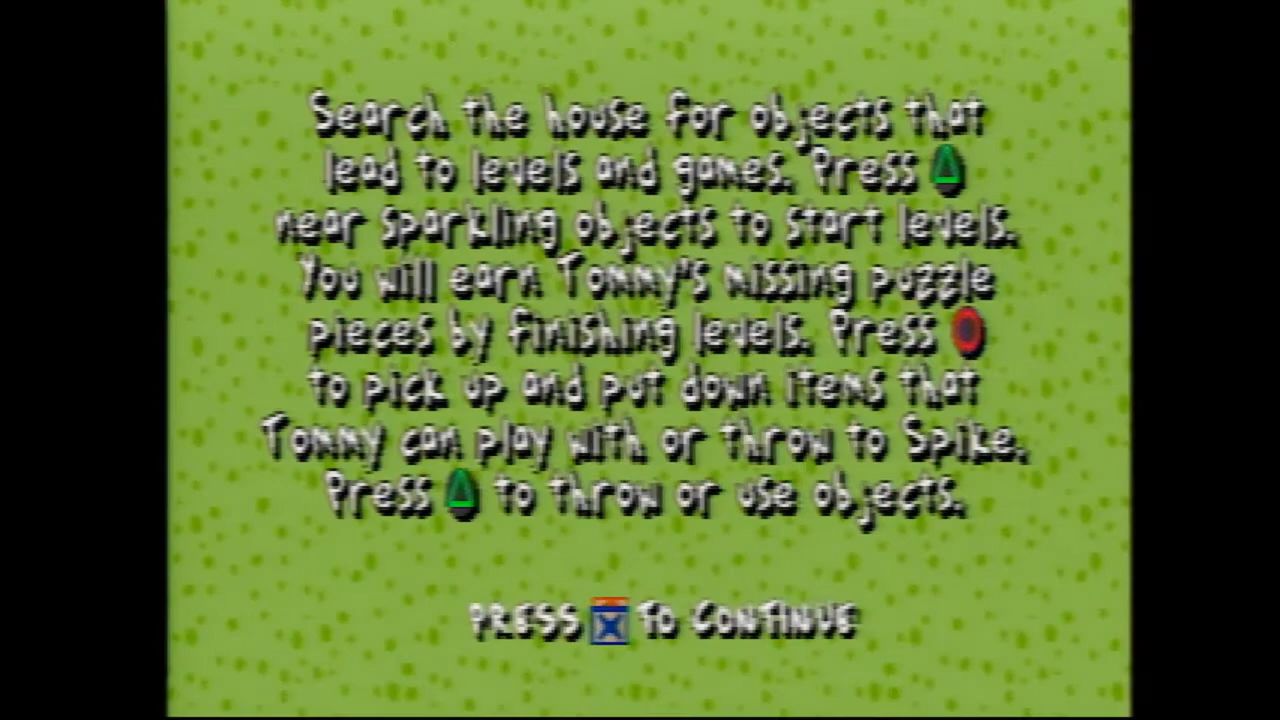 Search the house for objects that
lead to levels and games. Press △
near sparkling objects to start levels.
You will earn Tommy's missing puzzle
pieces by finishing levels. Press O
to pick up and put down items that
Tommy can play with or throw to Spike.
Press △ to throw or use objects.
PRESS X TO CONTINUE